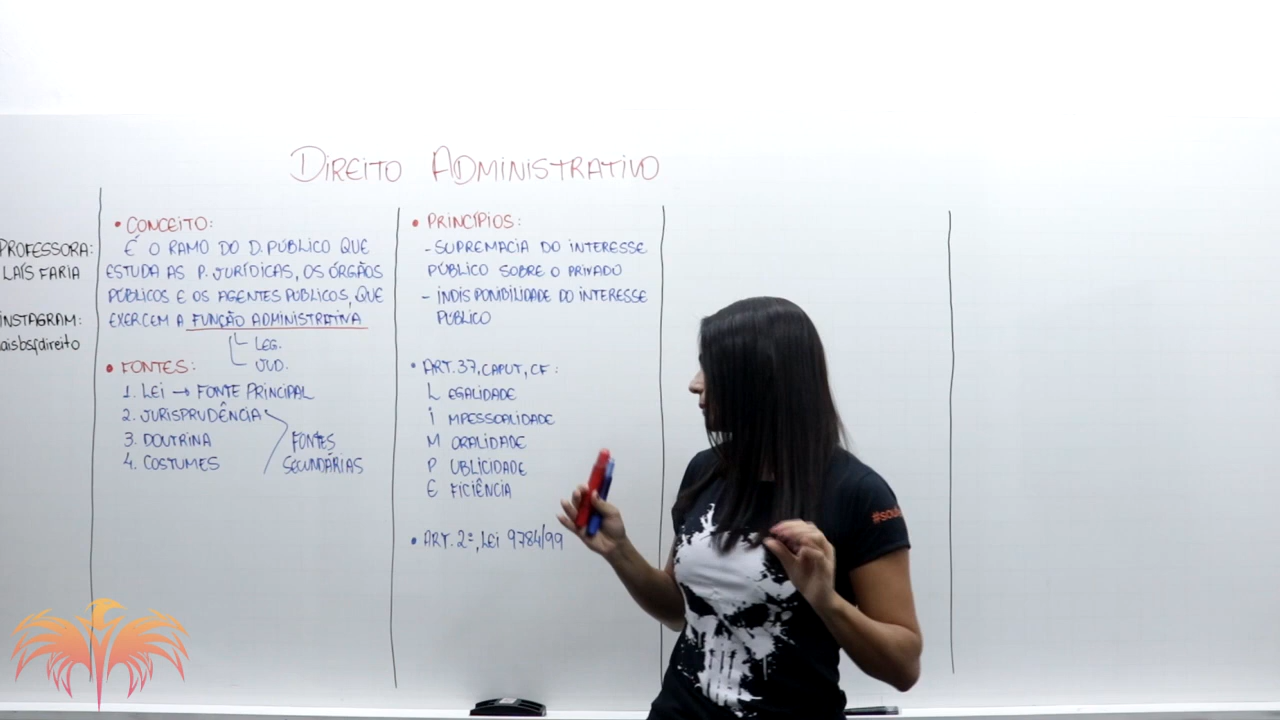 DIREITO ADMINISTRATIVO
PROFESSORA:
LAÍS FARIA
INSTAGRAM:
aisbsfdireito
• CONCEITO:
É O RAMO DO D. PÚBLICO QUE
ESTUDA AS P. JURÍDICAS, OS ÓRGÃOS
PÚBLICOS E OS AGENTES PÚBLICOS, QUE
EXERCEM A FUNÇÃO ADMINISTRATIVA
LEG.
JUD.
• FONTES:
1. LEI → FONTE PRINCIPAL
2. JURISPRUDÊNCIA
3. DOUTRINA
4. COSTUMES
FONTES
SECUNDÁRIAS
• PRINCÍPIOS:
- SUPREMACIA DO INTERESSE
PÚBLICO SOBRE O PRIVADO
- INDISPONIBILIDADE DO INTERESSE
PÚBLICO
• ART. 37, CAPUT, CF:
L EGALIDADE
I MPESSOALIDADE
M ORALIDADE
P UBLICIDADE
E FICIÊNCIA
• ART. 2º, LEI 9784/99